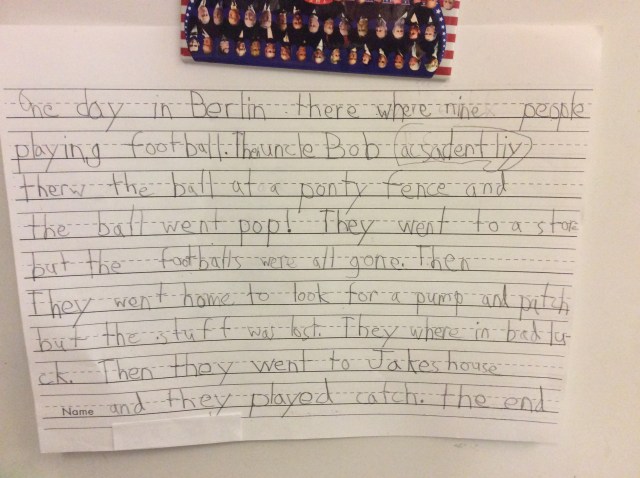 One day in Berlin there where nine people
playing football. Then uncle Bob acsadentliy
therw the ball at a ponty fence and
the ball went pop! They went to a store
but the footballs were all gone. Then
They went home to look for a pump and patch
but the stuff was lost. They where in bad lu-
ck. Then they went to Jakes house
Name and they played catch. the end